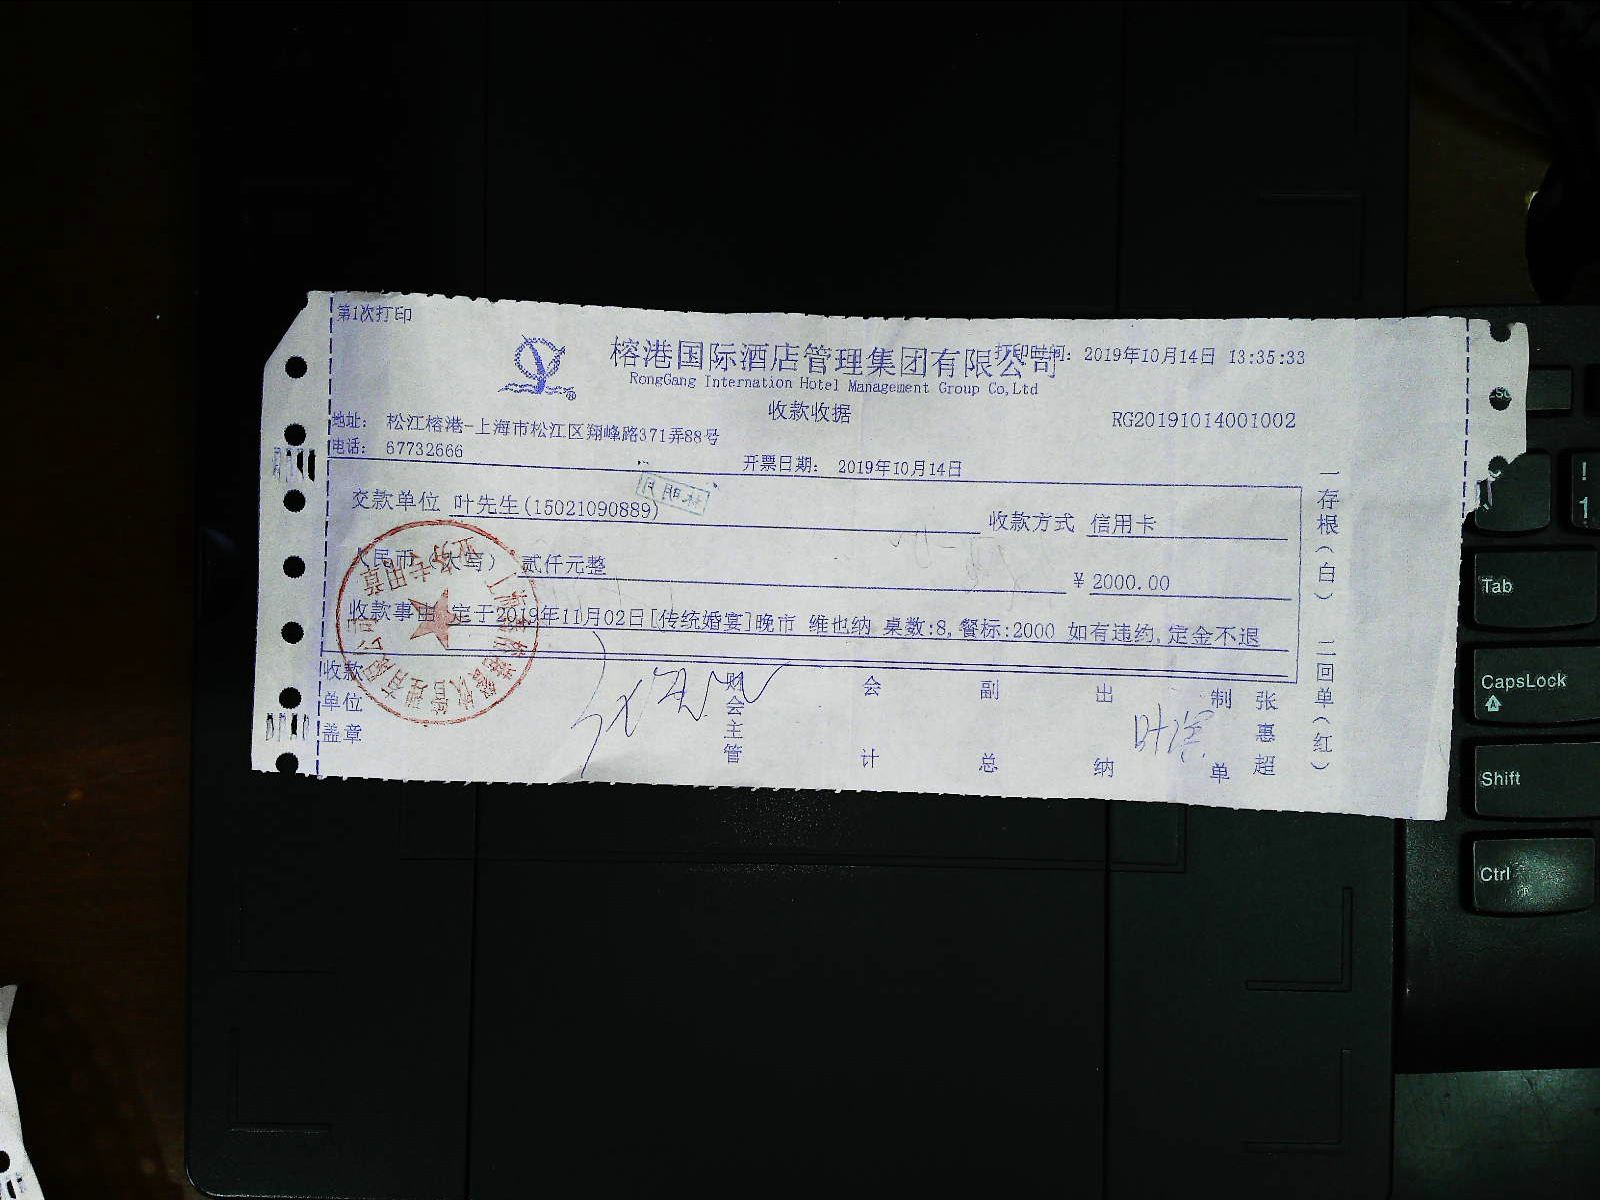 第1次打印
榕港国际酒店管理集团有限公司
打印时间: 2019年10月14日 13:35:33
RongGang Internation Hotel Management Group Co,Ltd
收款收据
RG20191014001002
地址: 松江榕港-上海市松江区翔峰路371弄88号
电话: 67732666
开票日期: 2019年10月14日
交款单位 叶先生(15021090889)
收款方式 信用卡
人民币(大写) 贰仟元整
¥ 2000.00
收款事由 定于2019年11月02日[传统婚宴]晚市 维也纳 桌数:8,餐标:2000 如有违约,定金不退
收款单位盖章
财会主管
会计
副总
出纳
制单
张惠超
一存根(白) 二回单(红)
业务专用章
Tab
CapsLock
Shift
Ctrl
!
1